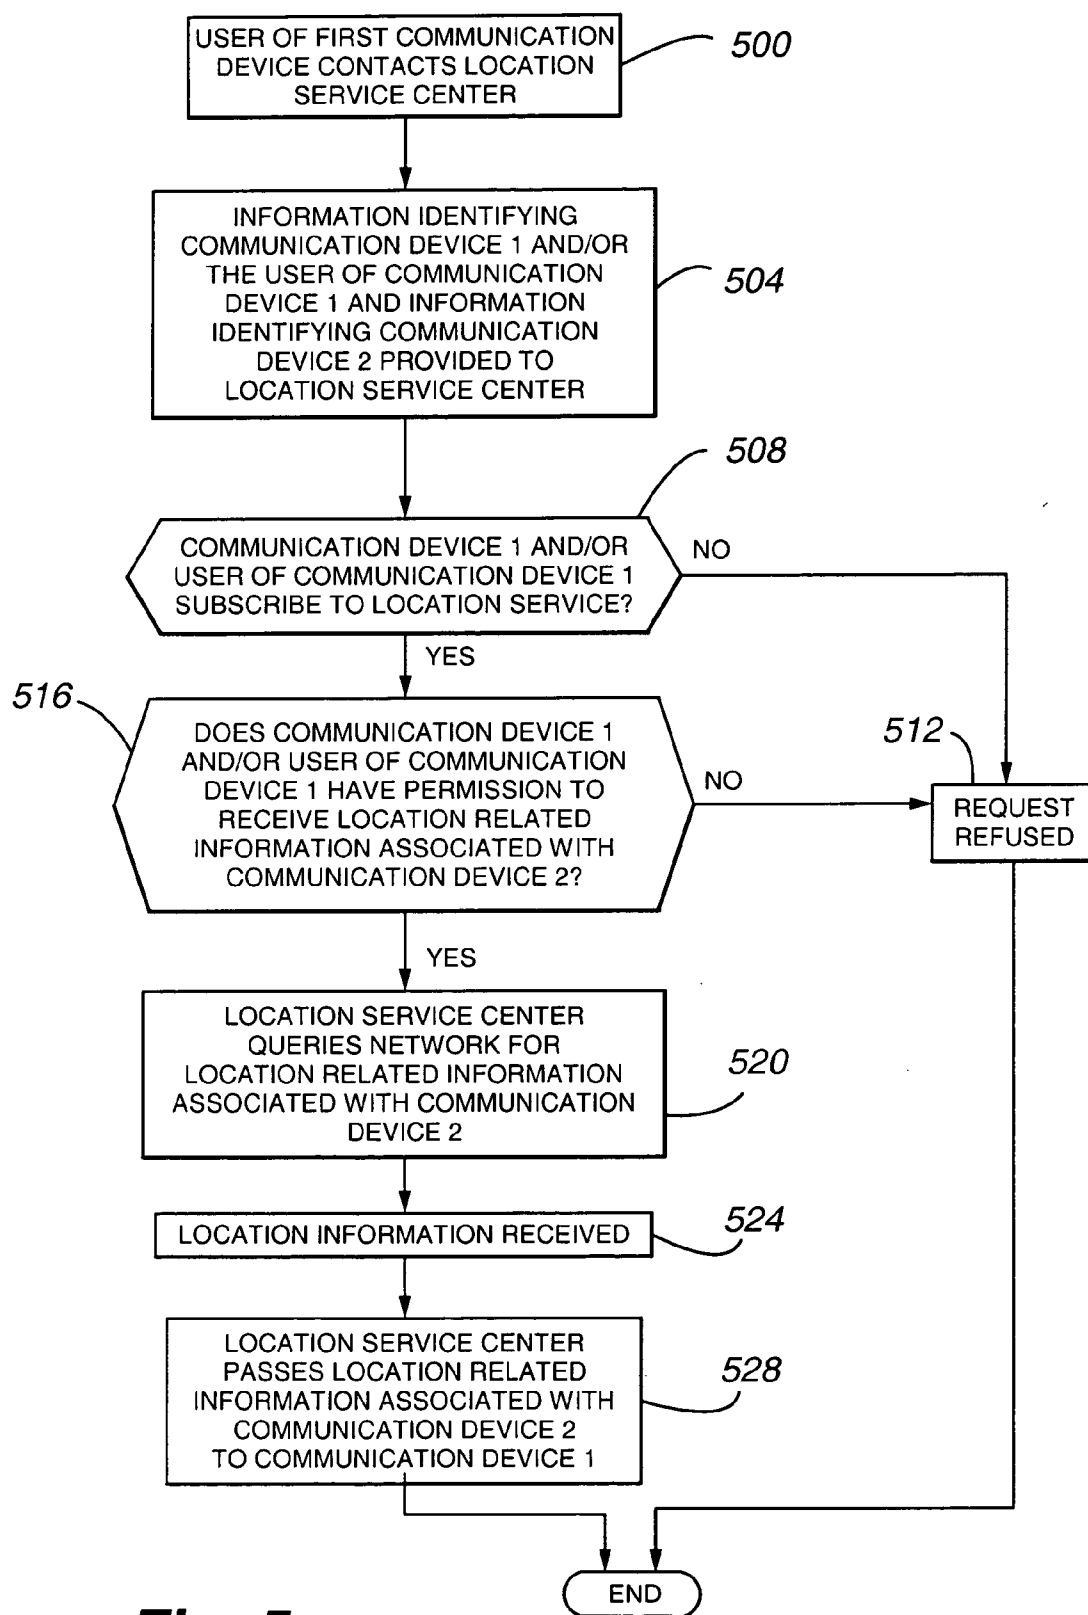 USER OF FIRST COMMUNICATION
DEVICE CONTACTS LOCATION
SERVICE CENTER
500
INFORMATION IDENTIFYING
COMMUNICATION DEVICE 1 AND/OR
THE USER OF COMMUNICATION
DEVICE 1 AND INFORMATION
IDENTIFYING COMMUNICATION
DEVICE 2 PROVIDED TO
LOCATION SERVICE CENTER
504
508
COMMUNICATION DEVICE 1 AND/OR
USER OF COMMUNICATION DEVICE 1
SUBSCRIBE TO LOCATION SERVICE?
NO
YES
516
DOES COMMUNICATION DEVICE 1
AND/OR USER OF COMMUNICATION
DEVICE 1 HAVE PERMISSION TO
RECEIVE LOCATION RELATED
INFORMATION ASSOCIATED WITH
COMMUNICATION DEVICE 2?
NO
512
REQUEST
REFUSED
YES
LOCATION SERVICE CENTER
QUERIES NETWORK FOR
LOCATION RELATED INFORMATION
ASSOCIATED WITH COMMUNICATION
DEVICE 2
520
LOCATION INFORMATION RECEIVED
524
LOCATION SERVICE CENTER
PASSES LOCATION RELATED
INFORMATION ASSOCIATED WITH
COMMUNICATION DEVICE 2
TO COMMUNICATION DEVICE 1
528
END